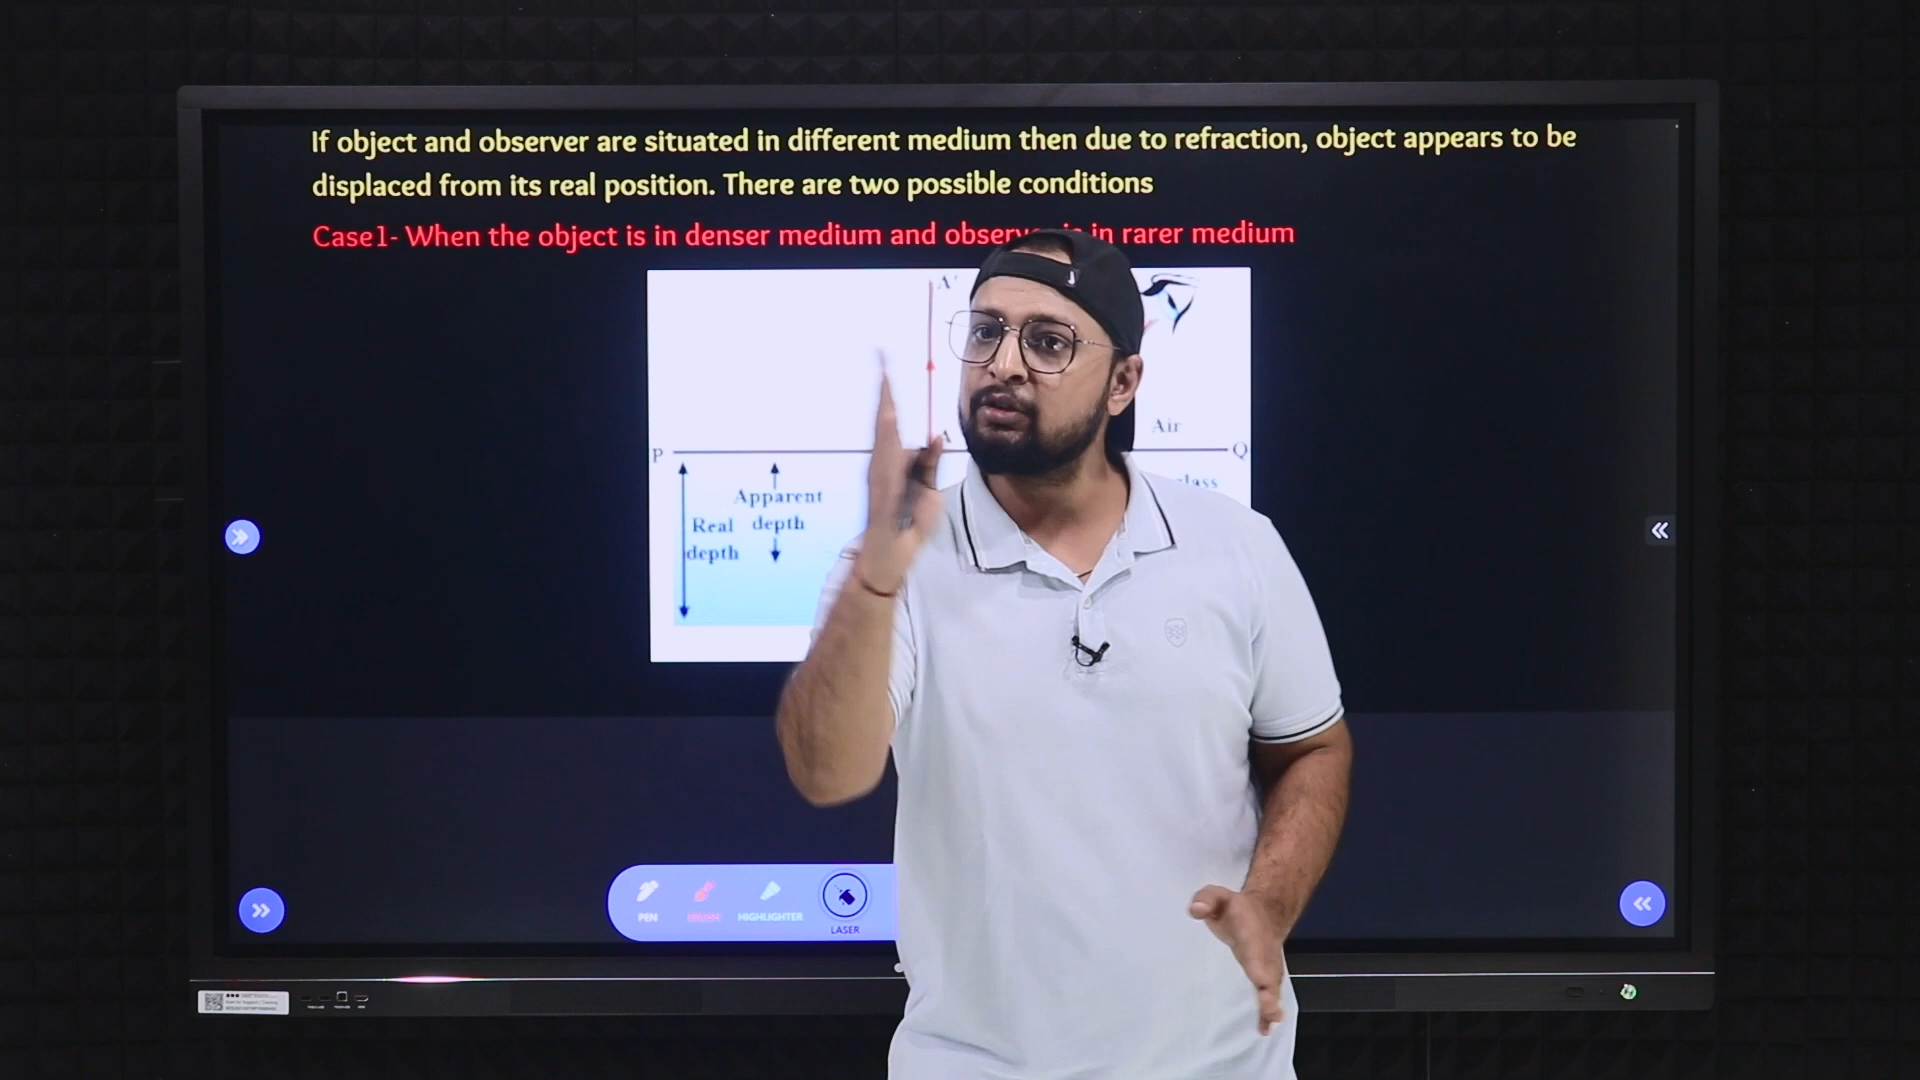 If object and observer are situated in different medium then due to refraction, object appears to be
displaced from its real position. There are two possible conditions
Case1- When the object is in denser medium and in rarer medium
A'
Air
A
P
Q
Apparent
Real depth
depth
PEN
HIGHLIGHTER
LASER